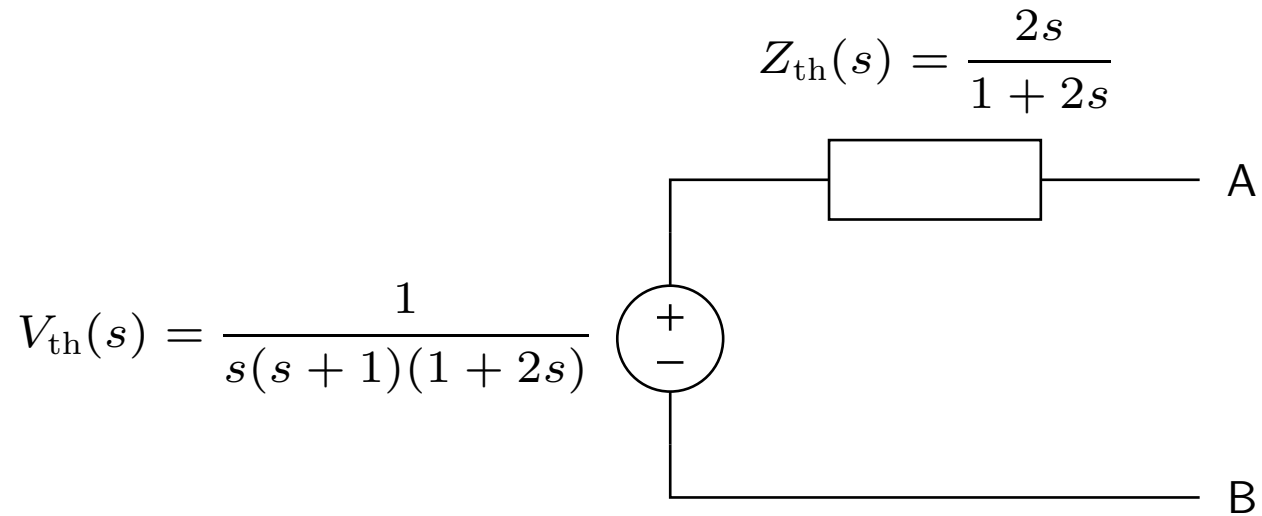 Z_th(s) = 2s / (1 + 2s)
A
V_th(s) = 1 / (s(s + 1)(1 + 2s))
+
−
B